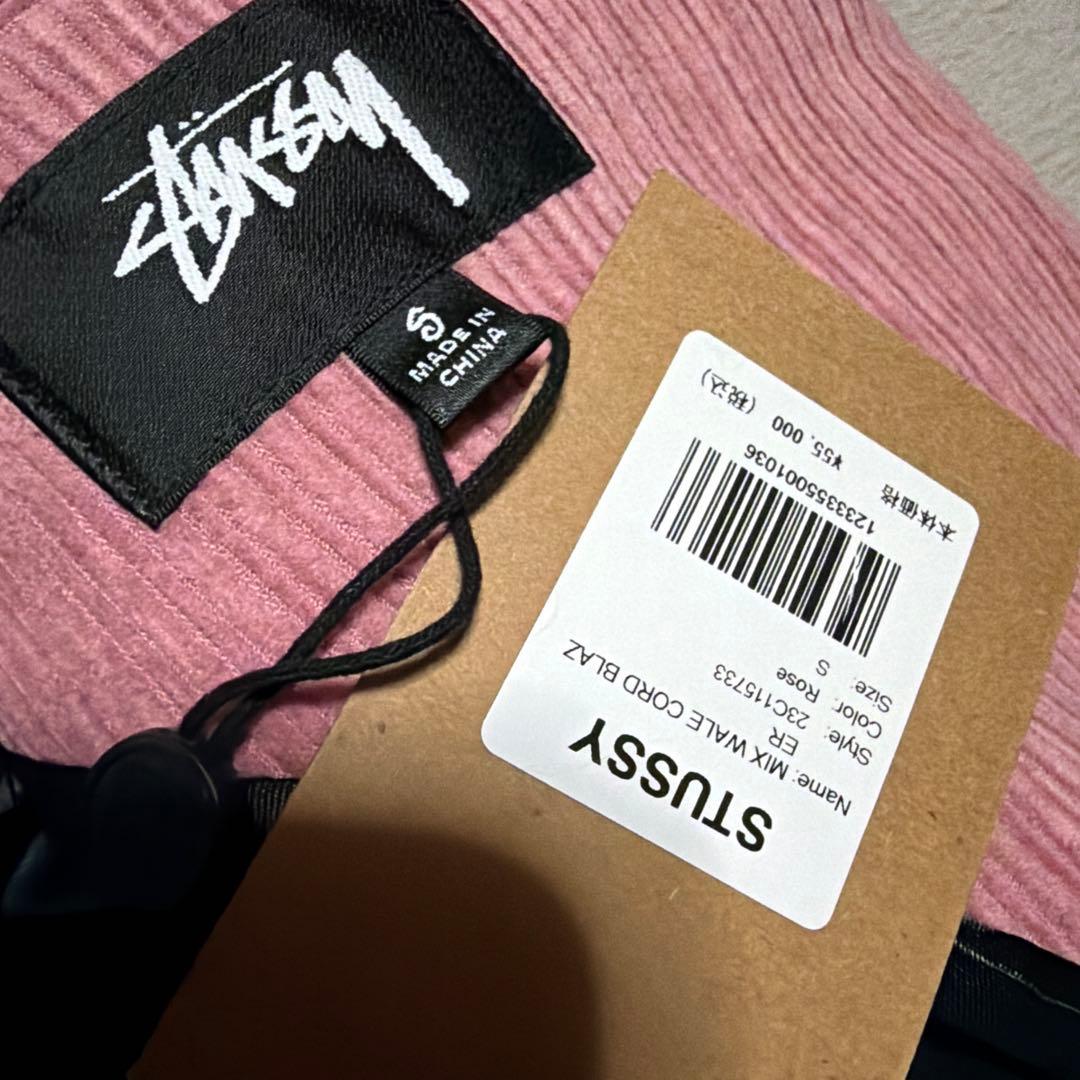 STÜSSY
S
MADE IN
CHINA
STUSSY
Name: MIX WALE CORD BLAZ
ER
Style: 23C115733
Color: Rose
Size: S
1233355001036
本体価格
¥55,000 (税込)